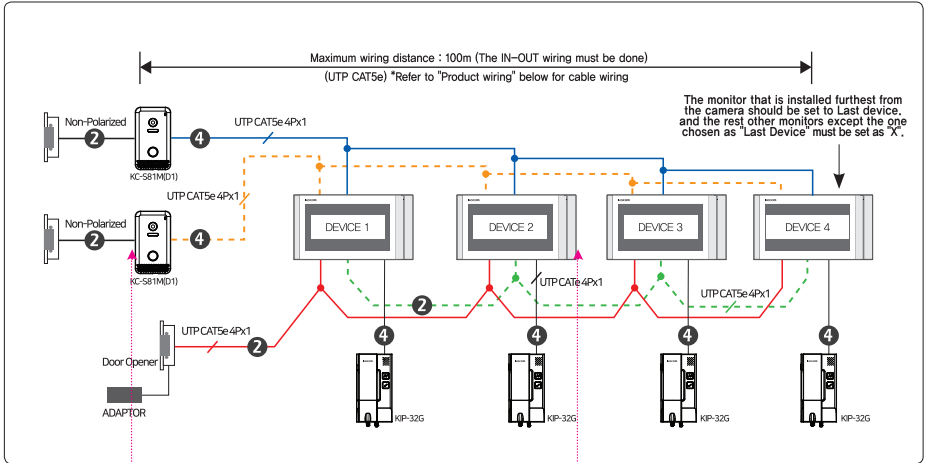 Maximum wiring distance : 100m (The IN-OUT wiring must be done)
(UTP CAT5e) *Refer to "Product wiring" below for cable wiring
The monitor that is installed furthest from
the camera should be set to Last device,
and the rest other monitors except the one
chosen as "Last Device" must be set as "X".
Non-Polarized
2
4
UTP CAT5e 4Px1
KC-S81M(D1)
UTP CAT5e 4Px1
Non-Polarized
2
4
KC-S81M(D1)
DEVICE 1
DEVICE 2
DEVICE 3
DEVICE 4
UTP CATe 4Px1
UTP CAT5e 4Px1
2
UTP CAT5e 4Px1
2
Door Opener
ADAPTOR
4
4
4
4
KIP-32G
KIP-32G
KIP-32G
KIP-32G